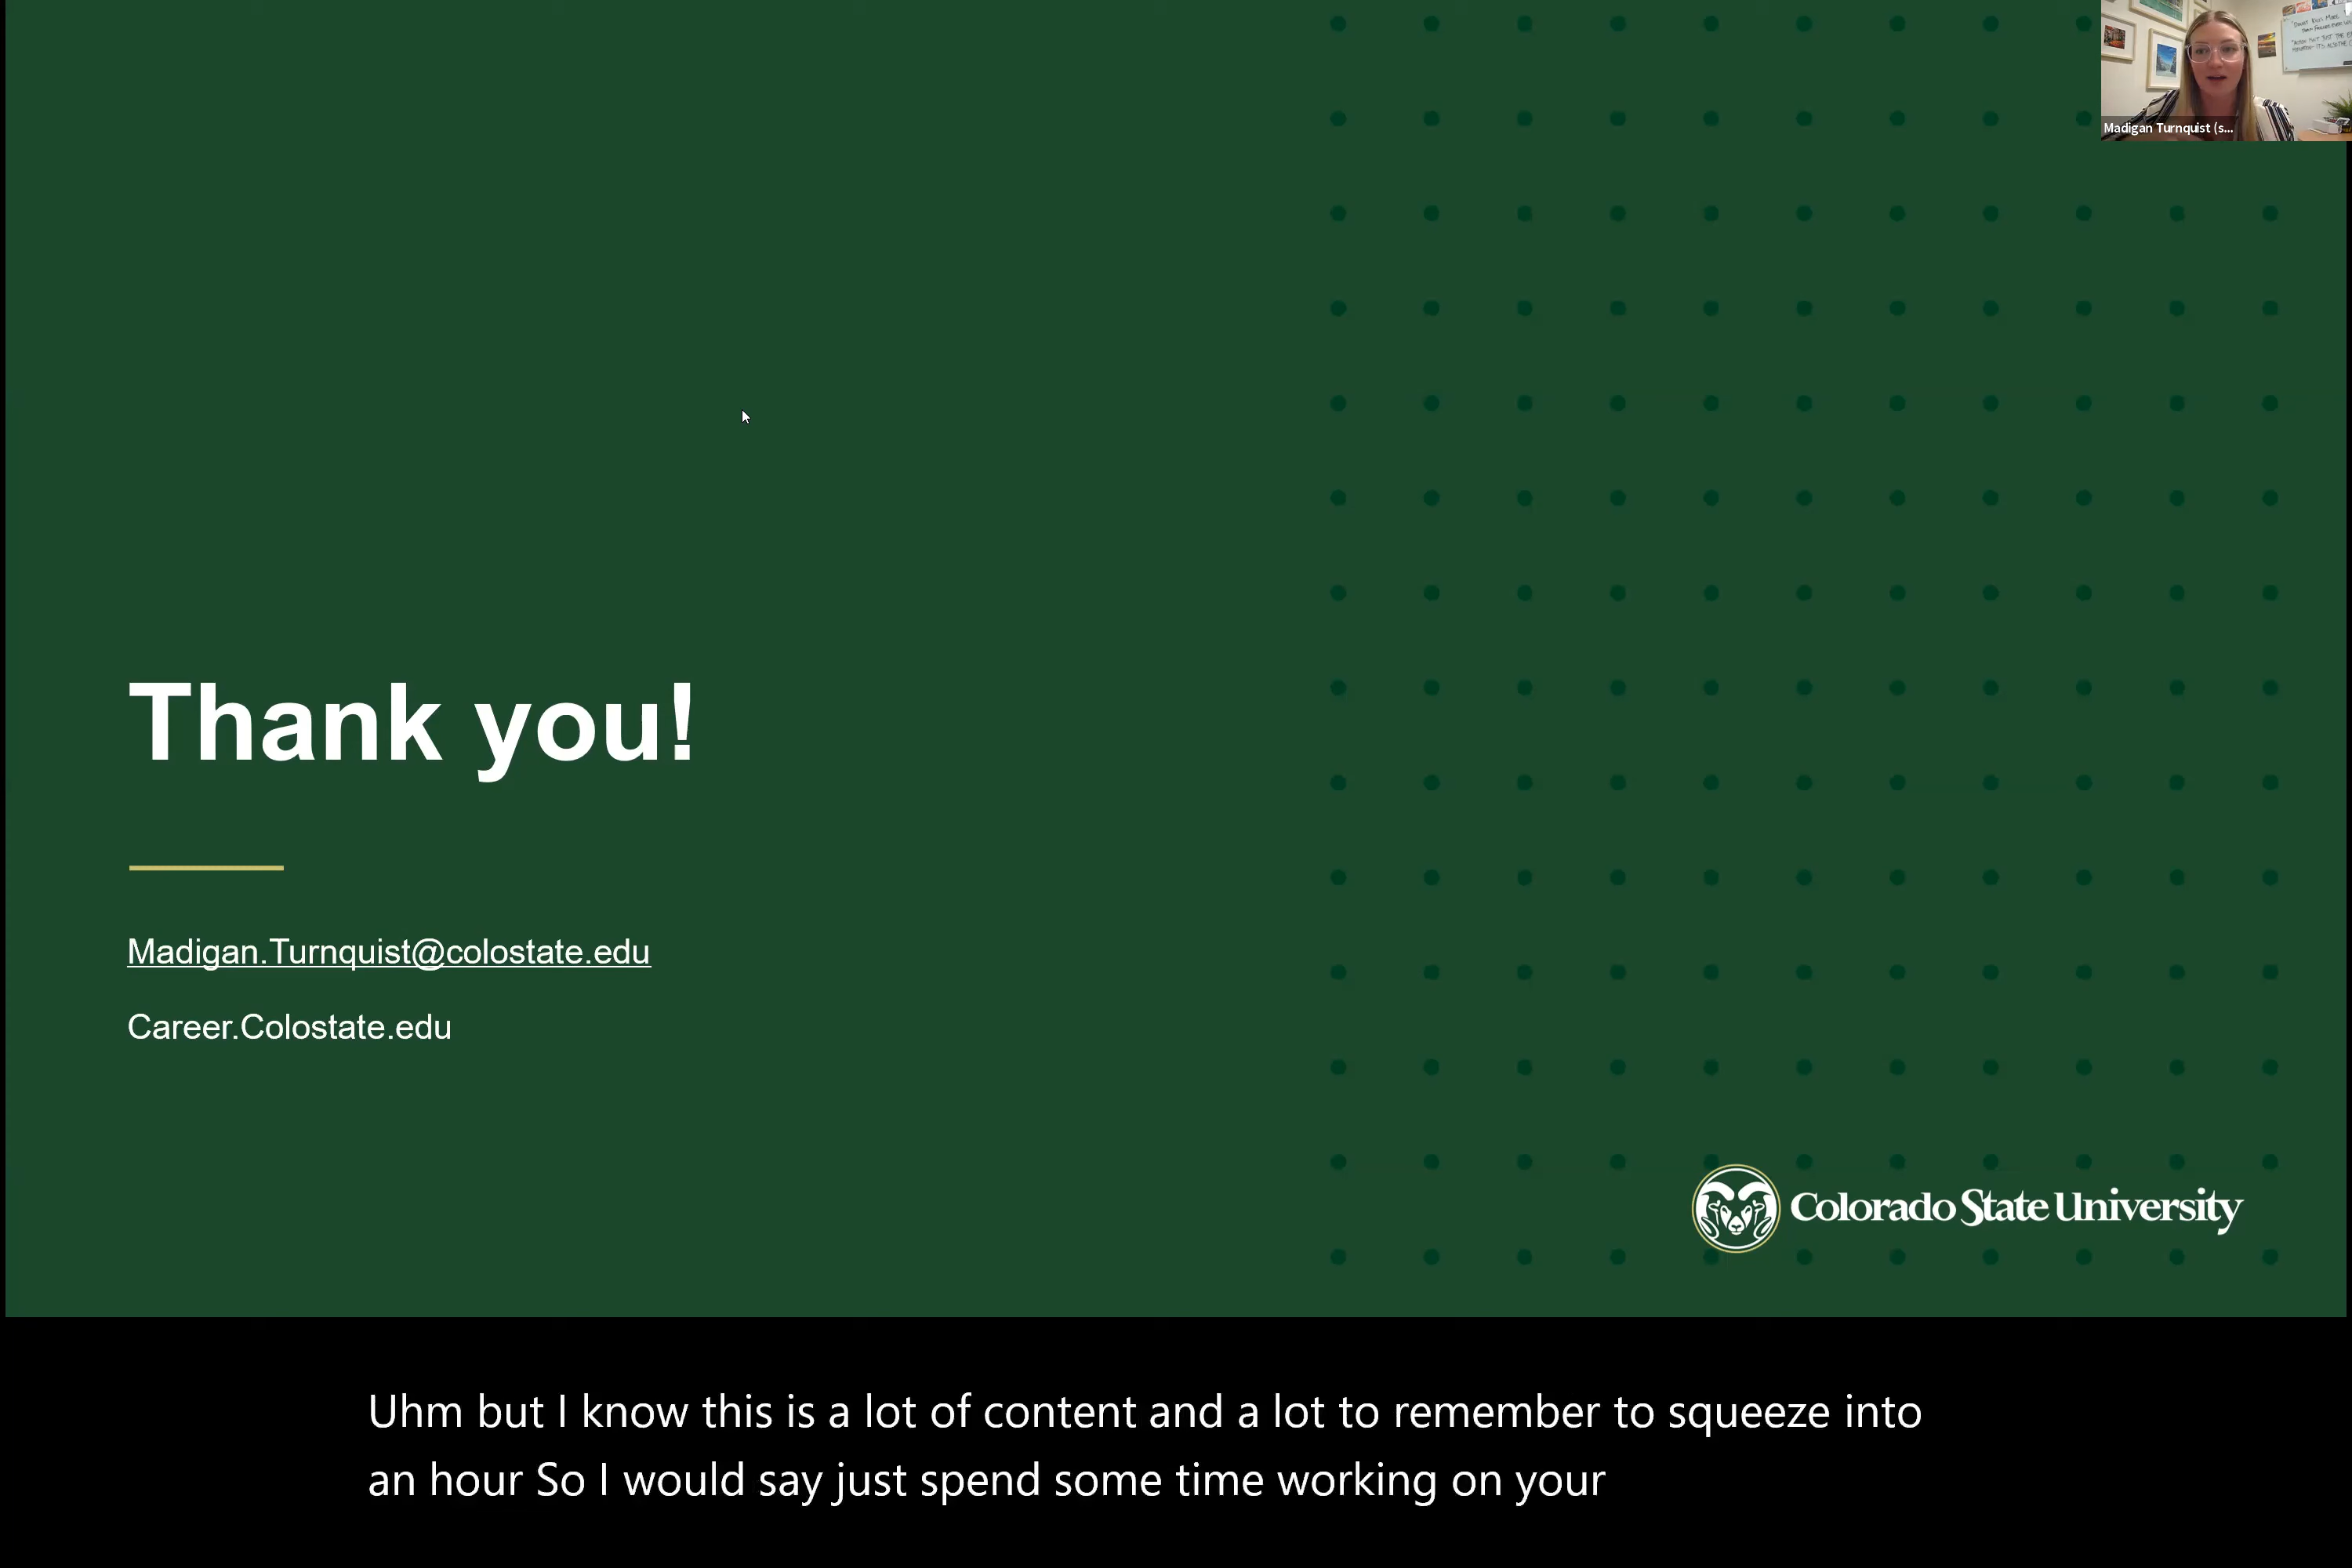 Madigan Turnquist (s...
Thank you!
Madigan.Turnquist@colostate.edu
Career.Colostate.edu
Colorado State University
Uhm but I know this is a lot of content and a lot to remember to squeeze into
an hour So I would say just spend some time working on your